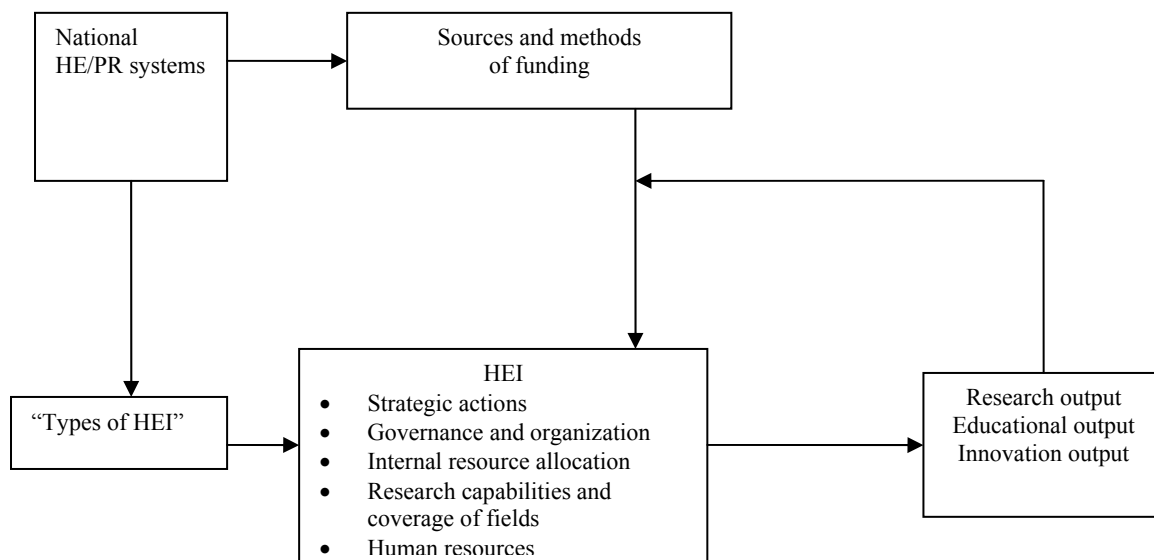 National
HE/PR systems
Sources and methods
of funding
“Types of HEI”
HEI
• Strategic actions
• Governance and organization
• Internal resource allocation
• Research capabilities and
coverage of fields
• Human resources
Research output
Educational output
Innovation output